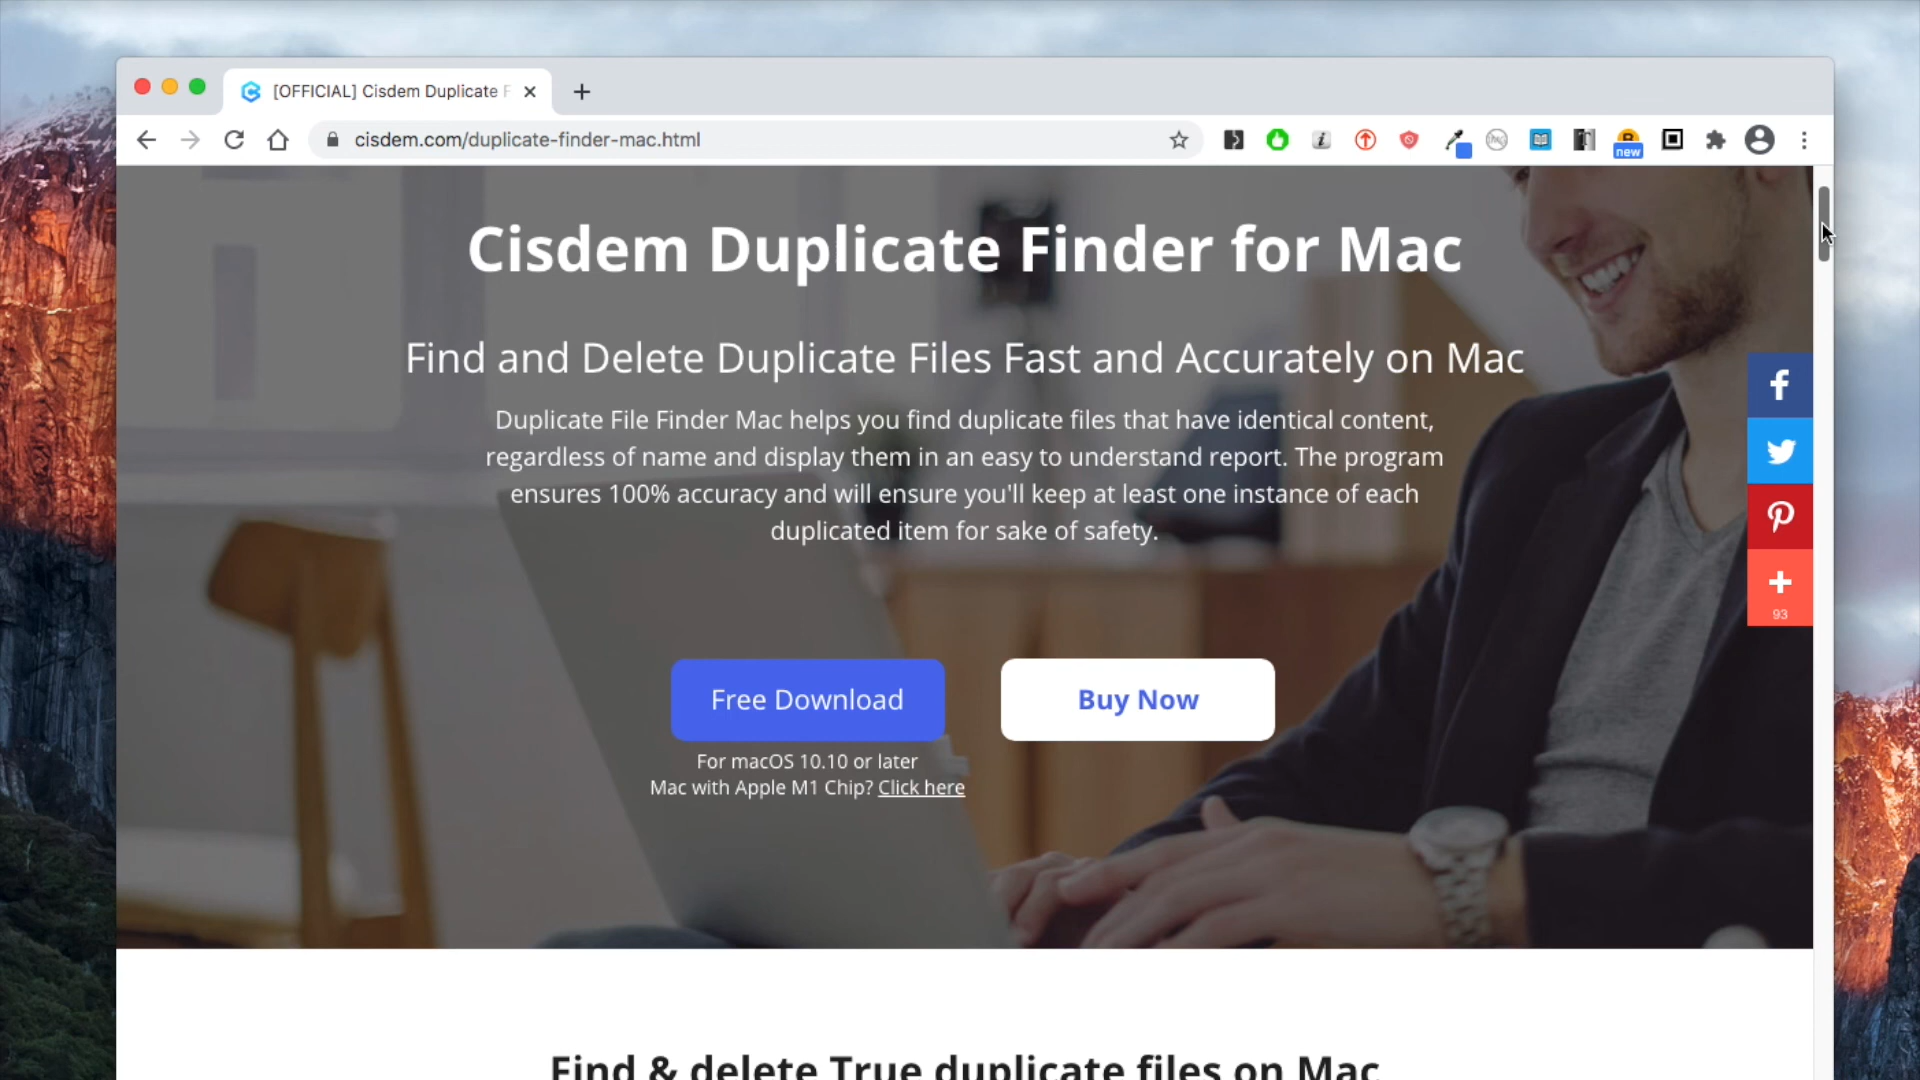 [OFFICIAL] Cisdem Duplicate F
cisdem.com/duplicate-finder-mac.html
new
Cisdem Duplicate Finder for Mac
Find and Delete Duplicate Files Fast and Accurately on Mac
Duplicate File Finder Mac helps you find duplicate files that have identical content,
regardless of name and display them in an easy to understand report. The program
ensures 100% accuracy and will ensure you'll keep at least one instance of each
duplicated item for sake of safety.
93
Free Download
Buy Now
For macOS 10.10 or later
Mac with Apple M1 Chip? Click here
Find & delete True duplicate files on Mac